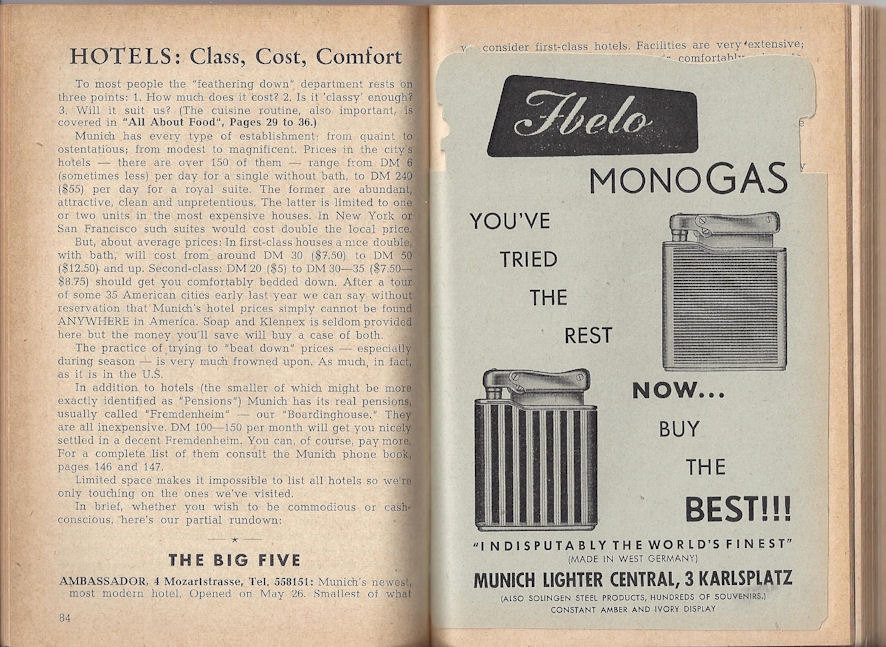 HOTELS: Class, Cost, Comfort
To most people the "feathering down" department rests on
three points: 1. How much does it cost? 2. Is it 'classy' enough?
3. Will it suit us? (The cuisine routine, also important, is
covered in "All About Food", Pages 29 to 36.)
Munich has every type of establishment; from quaint to
ostentatious; from modest to magnificent. Prices in the city's
hotels — there are over 150 of them — range from DM 6
(sometimes less) per day for a single without bath, to DM 240
($55) per day for a royal suite. The former are abundant,
attractive, clean and unpretentious. The latter is limited to one
or two units in the most expensive houses. In New York or
San Francisco such suites would cost double the local price.
But, about average prices: In first-class houses a nice double,
with bath, will cost from around DM 30 ($7.50) to DM 50
($12.50) and up. Second-class: DM 20 ($5) to DM 30—35 ($7.50—
$8.75) should get you comfortably bedded down. After a tour
of some 35 American cities early last year we can say without
reservation that Munich's hotel prices simply cannot be found
ANYWHERE in America. Soap and Klennex is seldom provided
here but the money you'll save will buy a case of both.
The practice of trying to "beat down" prices — especially
during season — is very much frowned upon. As much, in fact,
as it is in the U.S.
In addition to hotels (the smaller of which might be more
exactly identified as "Pensions") Munich has its real pensions,
usually called "Fremdenheim" — our "Boardinghouse." They
are all inexpensive. DM 100—150 per month will get you nicely
settled in a decent Fremdenheim. You can, of course, pay more.
For a complete list of them consult the Munich phone book,
pages 146 and 147.
Limited space makes it impossible to list all hotels so we're
only touching on the ones we've visited.
In brief, whether you wish to be commodious or cash-
conscious, here's our partial rundown:
THE BIG FIVE
AMBASSADOR, 4 Mozartstrasse, Tel. 558151: Munich's newest,
most modern hotel. Opened on May 26. Smallest of what
84
consider first-class hotels. Facilities are very extensive;
comfortably
Ibelo
MONOGAS
YOU'VE
TRIED
THE
REST
NOW...
BUY
THE
BEST!!!
"INDISPUTABLY THE WORLD'S FINEST"
(MADE IN WEST GERMANY)
MUNICH LIGHTER CENTRAL, 3 KARLSPLATZ
(ALSO SOLINGEN STEEL PRODUCTS, HUNDREDS OF SOUVENIRS.)
CONSTANT AMBER AND IVORY DISPLAY